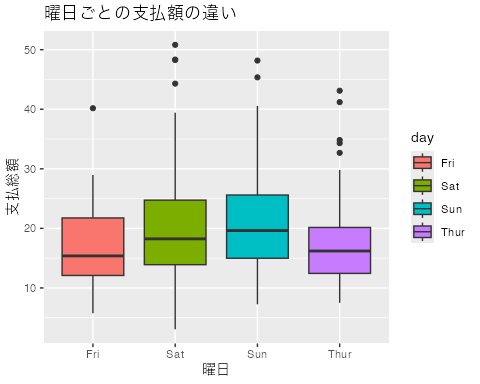 曜日ごとの支払額の違い
支払総額
50
40
30
20
10
Fri
Sat
Sun
Thur
曜日
day
Fri
Sat
Sun
Thur